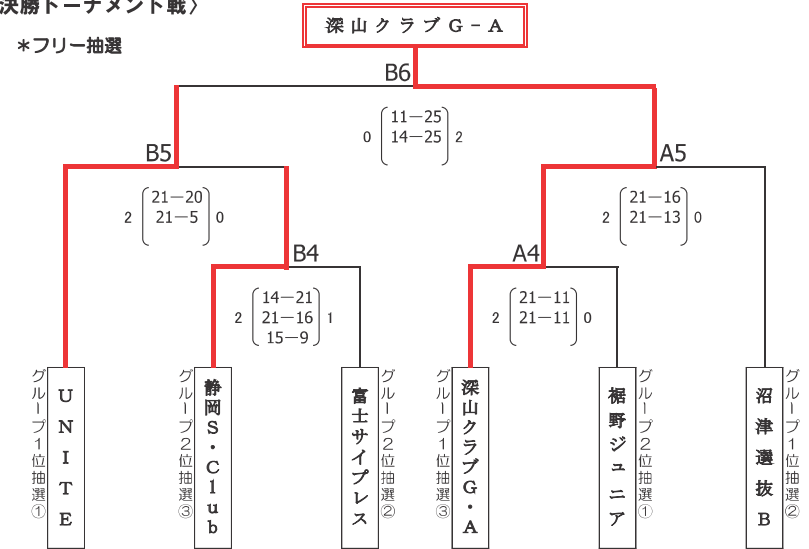 決勝トーナメント戦〉
*フリー抽選
深山クラブG-A
B6
0
11－25
14－25
2
B5
A5
2
21－20
21－5
0
2
21－16
21－13
0
B4
A4
2
14－21
21－16
15－9
1
2
21－11
21－11
0
グループ1位抽選①
UNITE
グループ2位抽選③
静岡S・Club
富士サイプレス
グループ2位抽選②
グループ1位抽選③
深山クラブG・A
裾野ジュニア
グループ2位抽選①
沼津選抜B
グループ1位抽選②